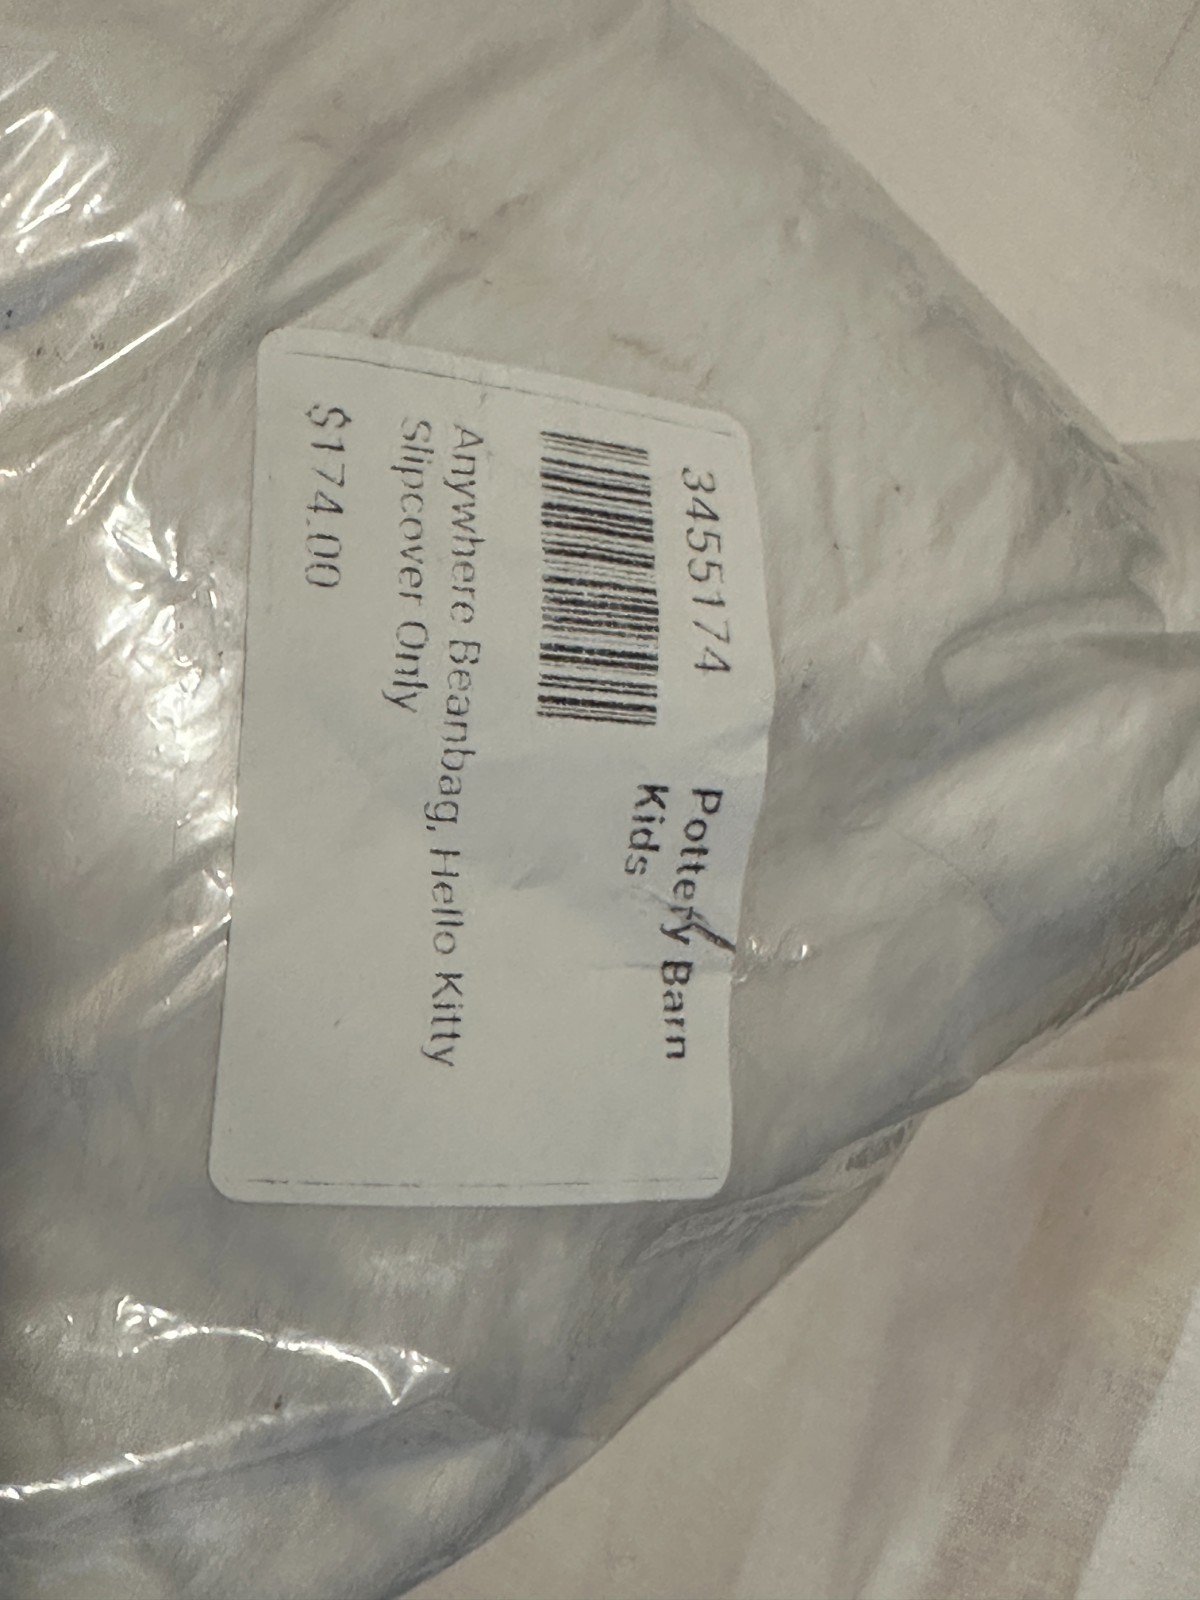 3455174
Pottery Barn
Kids
Anywhere Beanbag, Hello Kitty
Slipcover Only
$174.00